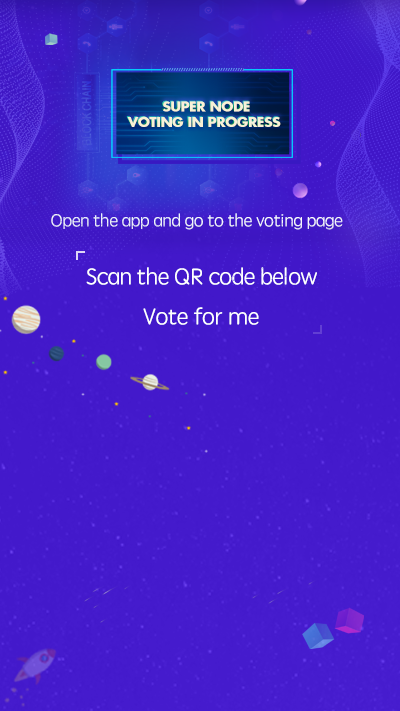 BLOCKCHAIN
SUPER NODE
VOTING IN PROGRESS
Open the app and go to the voting page
Scan the QR code below
Vote for me